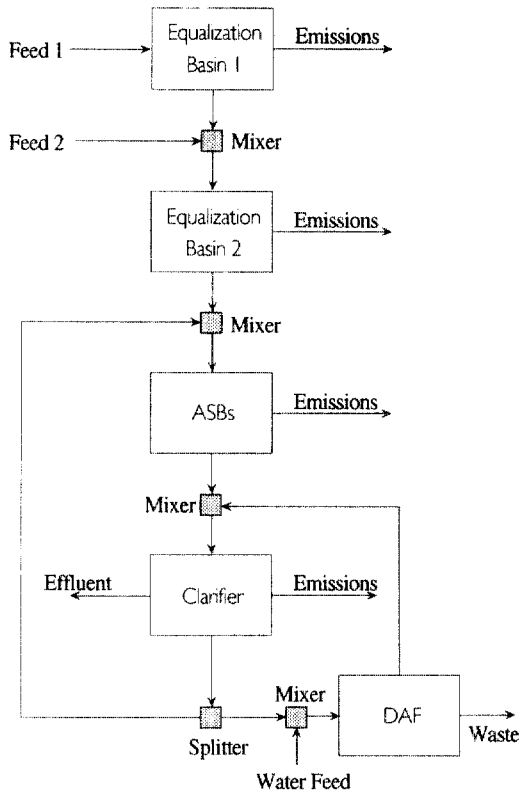 Equalization
Basin 1
Emissions
Feed 1
Feed 2
Mixer
Equalization
Basin 2
Emissions
Mixer
ASBs
Emissions
Mixer
Effluent
Clarifier
Emissions
Mixer
DAF
Splitter
Waste
Water Feed